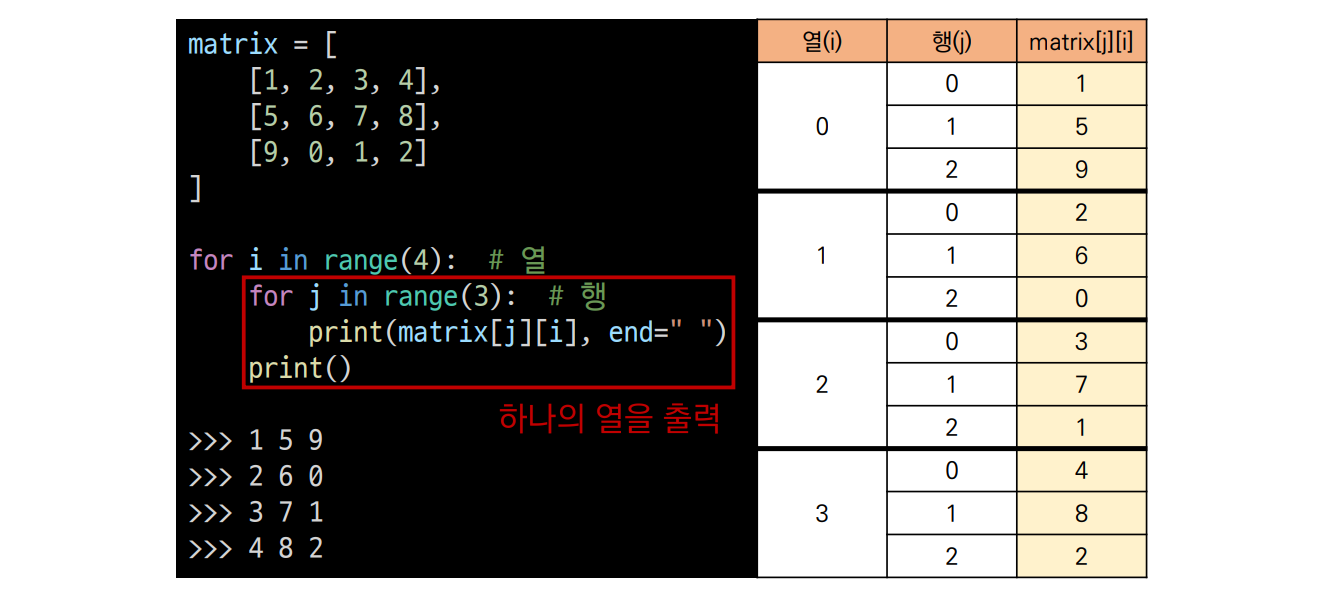 matrix = [
    [1, 2, 3, 4],
    [5, 6, 7, 8],
    [9, 0, 1, 2]
]
for i in range(4):  # 열
    for j in range(3):  # 행
        print(matrix[j][i], end=" ")
    print()
하나의 열을 출력
>>> 1 5 9
>>> 2 6 0
>>> 3 7 1
>>> 4 8 2
열(i) 행(j) matrix[j][i]
0 0 1
1 5
2 9
1 0 2
1 6
2 0
2 0 3
1 7
2 1
3 0 4
1 8
2 2